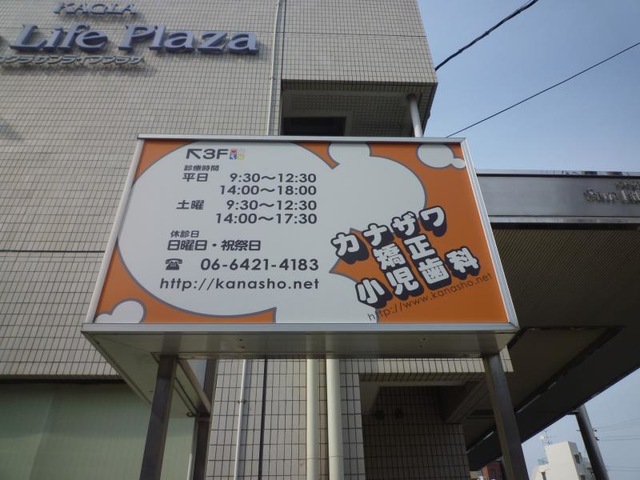 KAGLA
Life Plaza
3F
診療時間
平日 9:30～12:30
14:00～18:00
土曜 9:30～12:30
14:00～17:30
休診日
日曜日・祝祭日
☎ 06-6421-4183
http://kanasho.net
カナザワ
矯正
小児歯科
http://www.kanasho.net